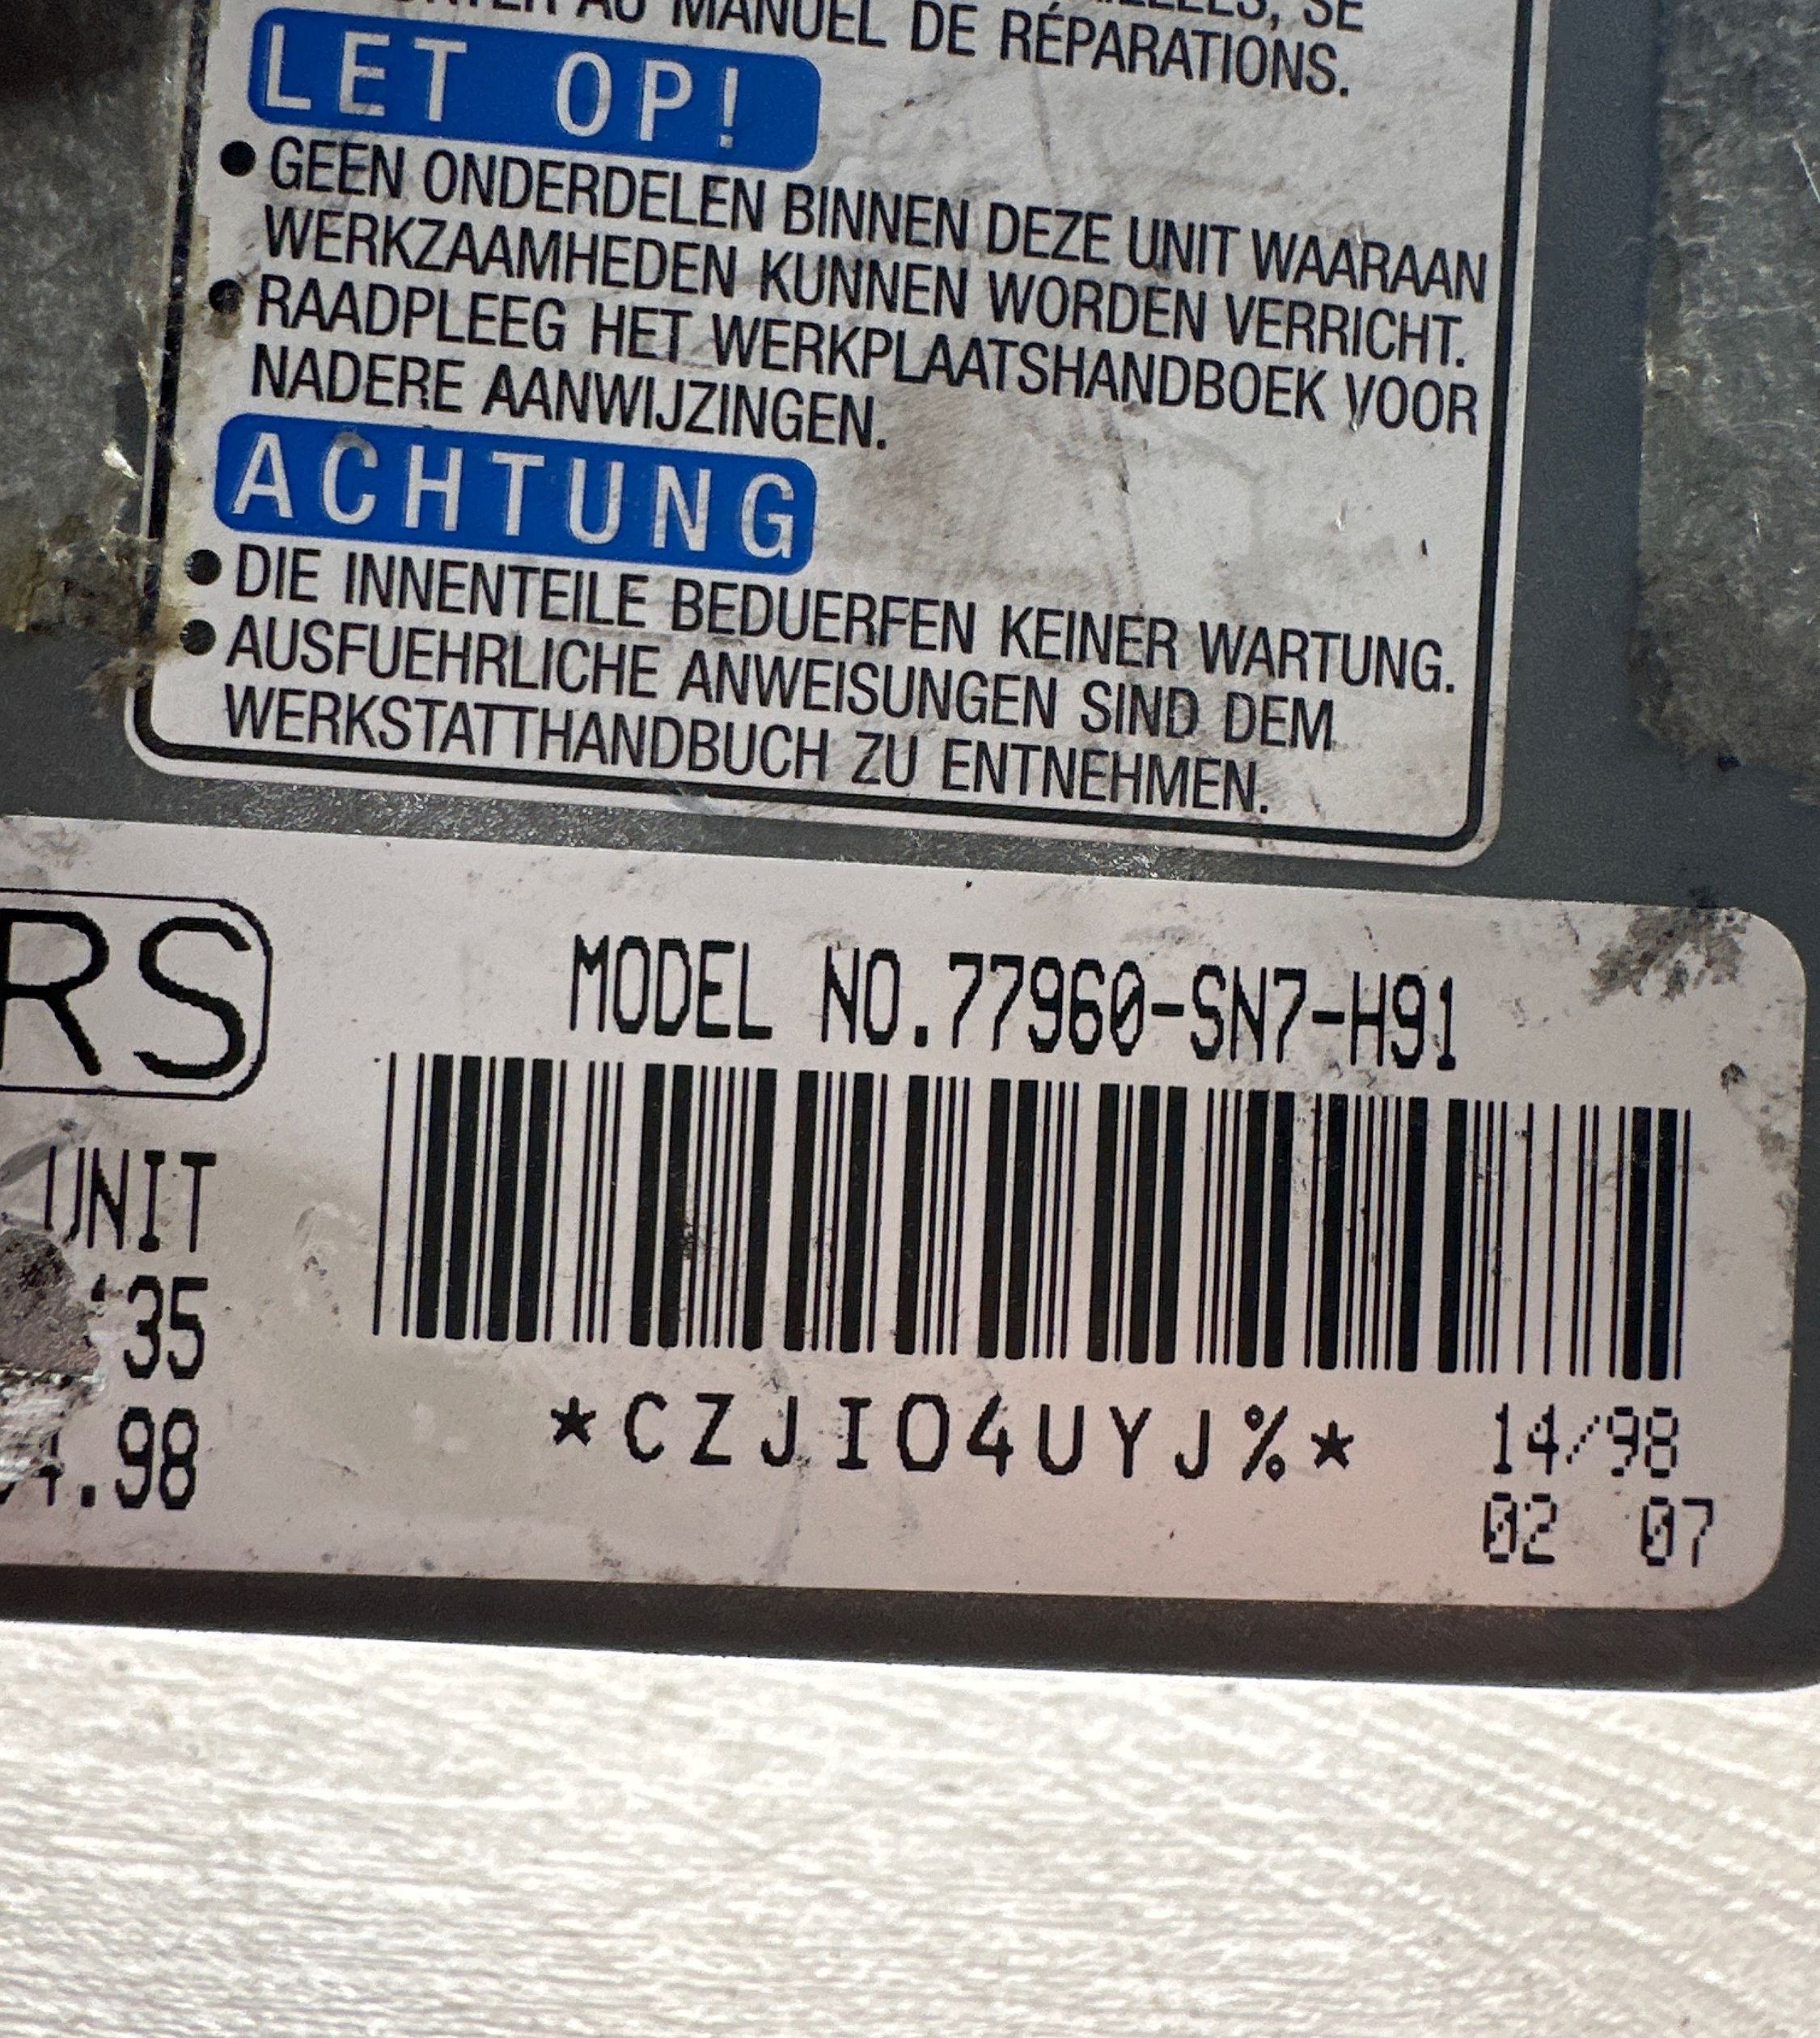 AU MANUEL DE RÉPARATIONS.
LET OP!
• GEEN ONDERDELEN BINNEN DEZE UNIT WAARAAN
WERKZAAMHEDEN KUNNEN WORDEN VERRICHT.
• RAADPLEEG HET WERKPLAATSHANDBOEK VOOR
NADERE AANWIJZINGEN.
ACHTUNG
• DIE INNENTEILE BEDUERFEN KEINER WARTUNG.
• AUSFUEHRLICHE ANWEISUNGEN SIND DEM
WERKSTATTHANDBUCH ZU ENTNEHMEN.
RS
MODEL NO.77960-SN7-H91
UNIT
35
.98
*CZJIO4UYJ%*
14/98
02 07